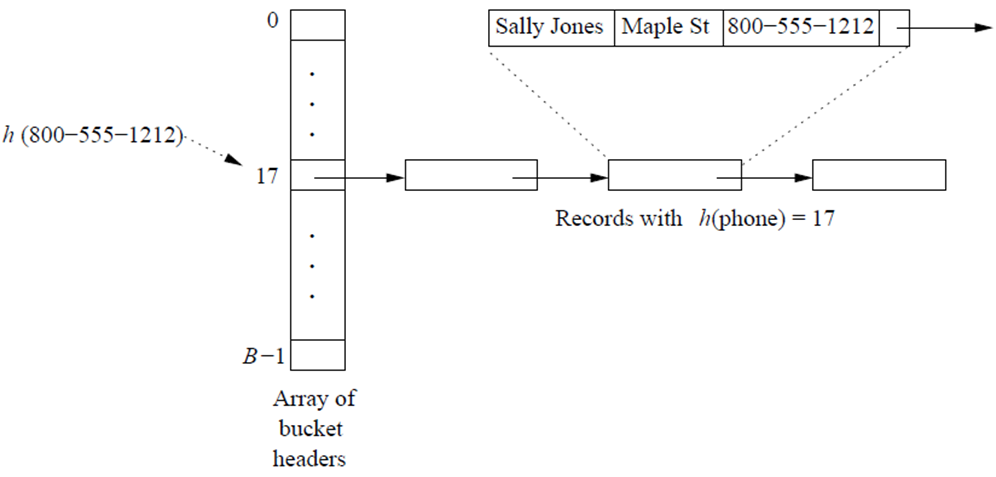 0
Sally Jones Maple St 800−555−1212
h (800−555−1212)
17
Records with h(phone) = 17
B−1
Array of
bucket
headers